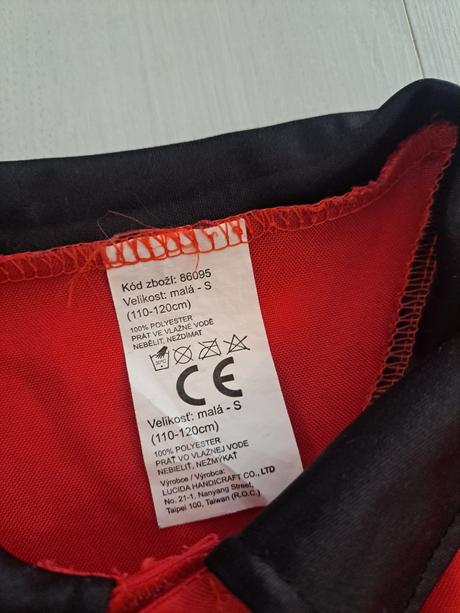 Kód zboží: 86095
Velikost: malá - S
(110-120cm)
100% POLYESTER
PRÁT VE VLAŽNÉ VODĚ
NEBĚLIT, NEŽDÍMAT
30°C
CE
Veľkosť: malá - S
(110-120cm)
100% POLYESTER
PRAŤ VO VLAŽNEJ VODE
NEBIELIŤ, NEŽMÝKAŤ
Výrobce / Výrobca:
LUCIDA HANDICRAFT CO., LTD
No. 21-1, Nanyang Street,
Taipei 100, Taiwan (R.O.C.)